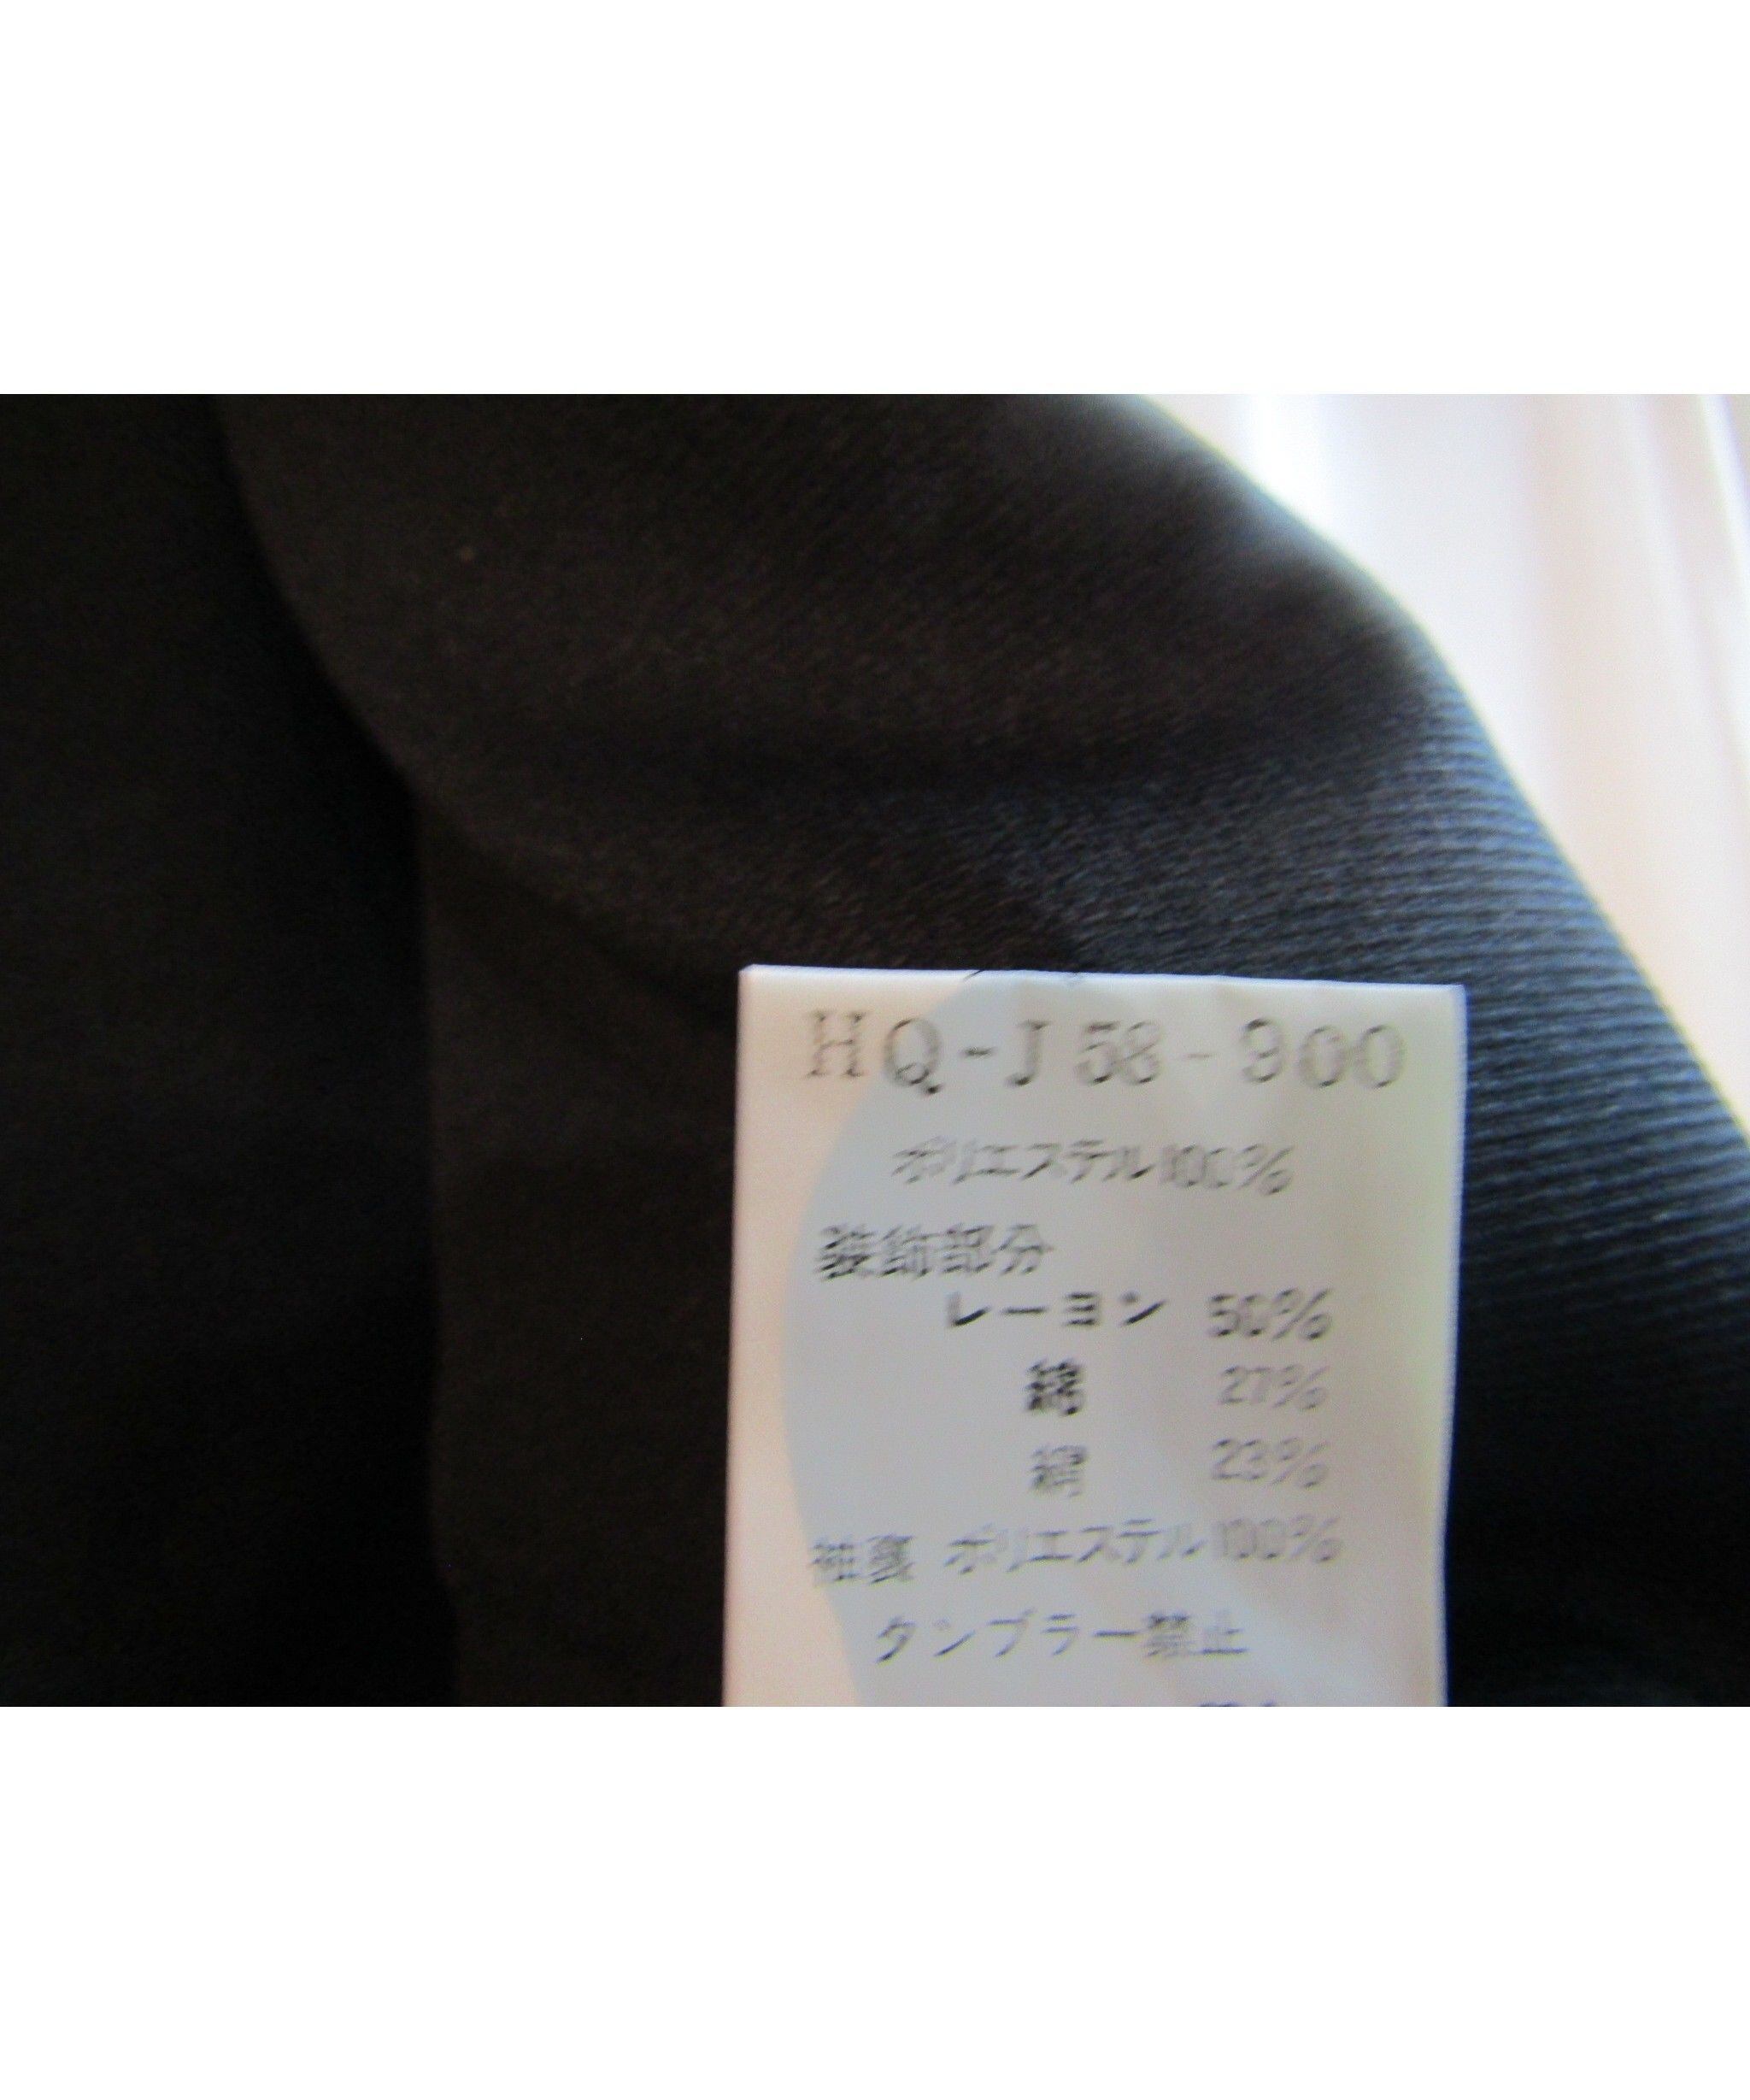 HQ-J58-900
ポリエステル100%
装飾部分
レーヨン 50%
27%
23%
袖裏 ポリエステル100%
タンブラー禁止